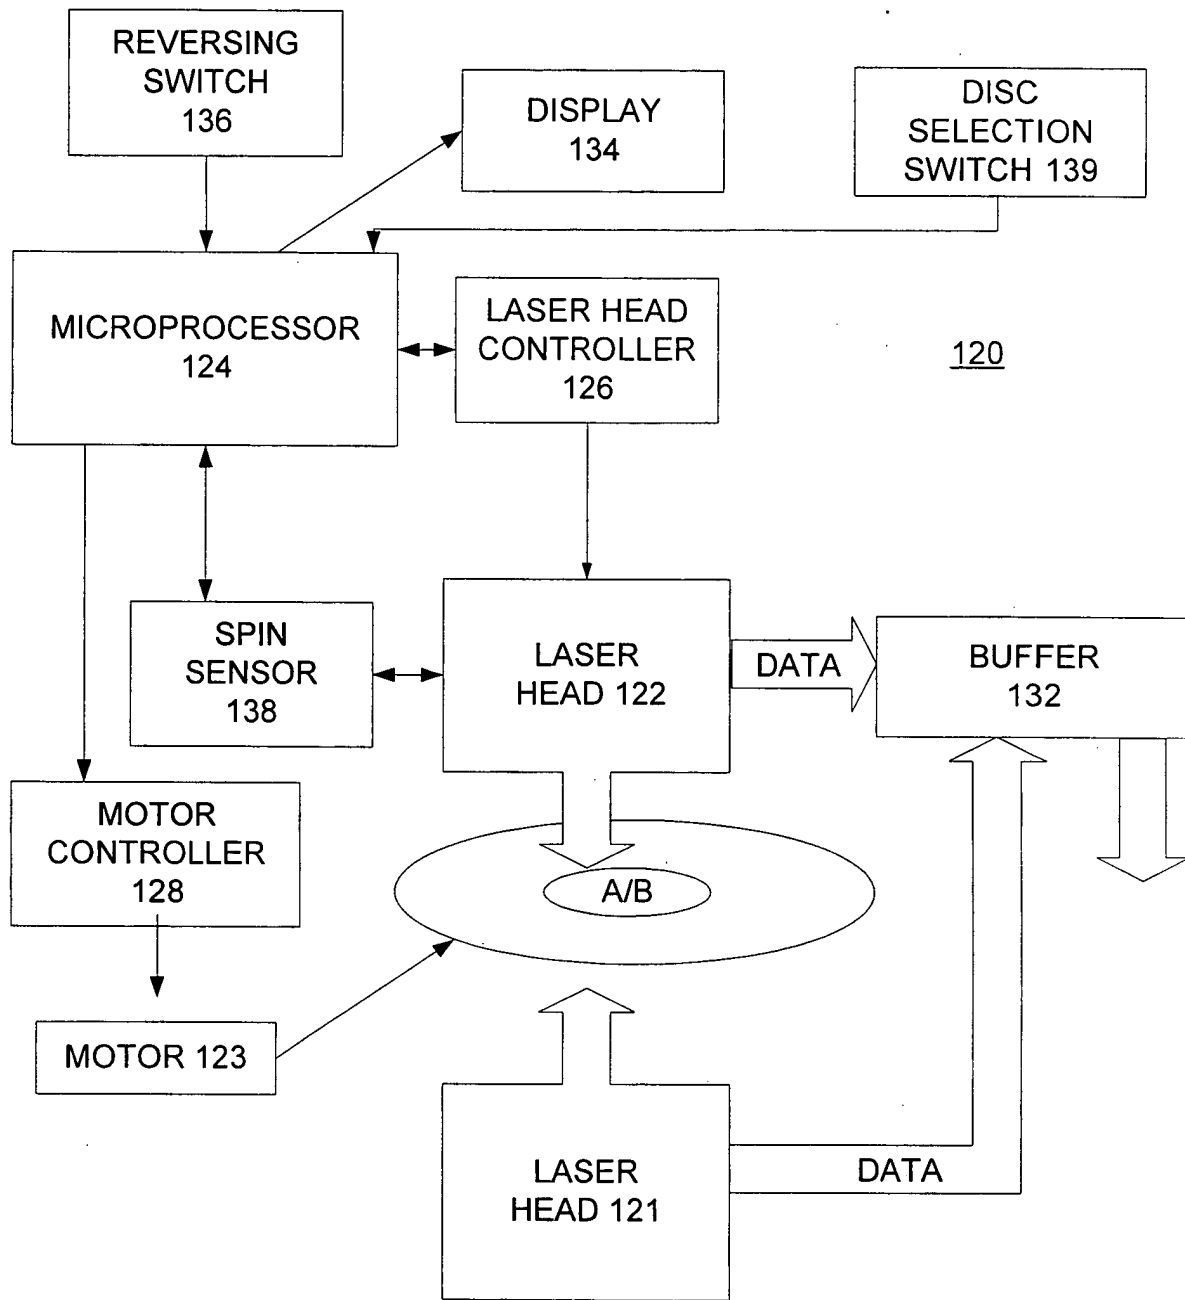 REVERSING
SWITCH
136
DISPLAY
134
DISC
SELECTION
SWITCH 139
MICROPROCESSOR
124
LASER HEAD
CONTROLLER
126
120
SPIN
SENSOR
138
LASER
HEAD 122
DATA
BUFFER
132
MOTOR
CONTROLLER
128
A/B
MOTOR 123
LASER
HEAD 121
DATA